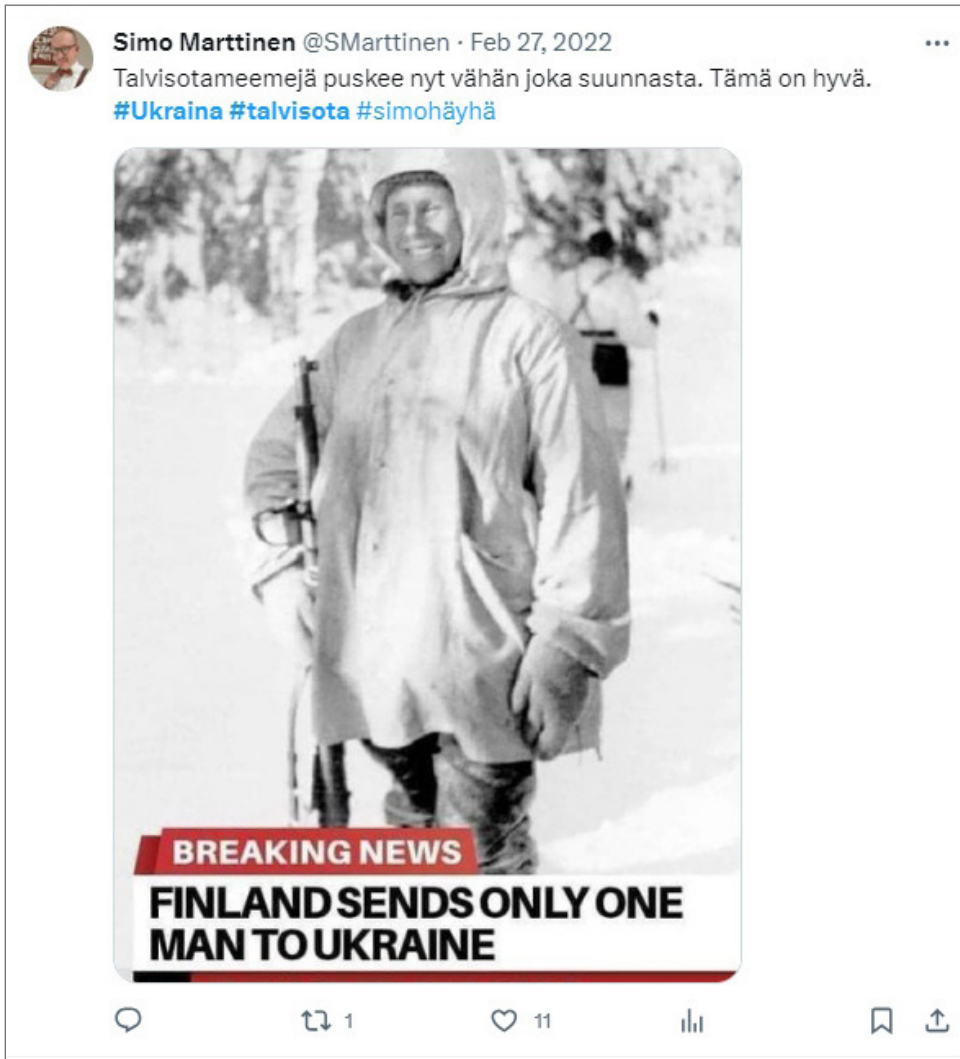 Simo Marttinen @SMarttinen · Feb 27, 2022
Talvisotameemejä puskee nyt vähän joka suunnasta. Tämä on hyvä.
#Ukraina #talvisota #simohäyhä
BREAKING NEWS
FINLAND SENDS ONLY ONE
MAN TO UKRAINE
1 11